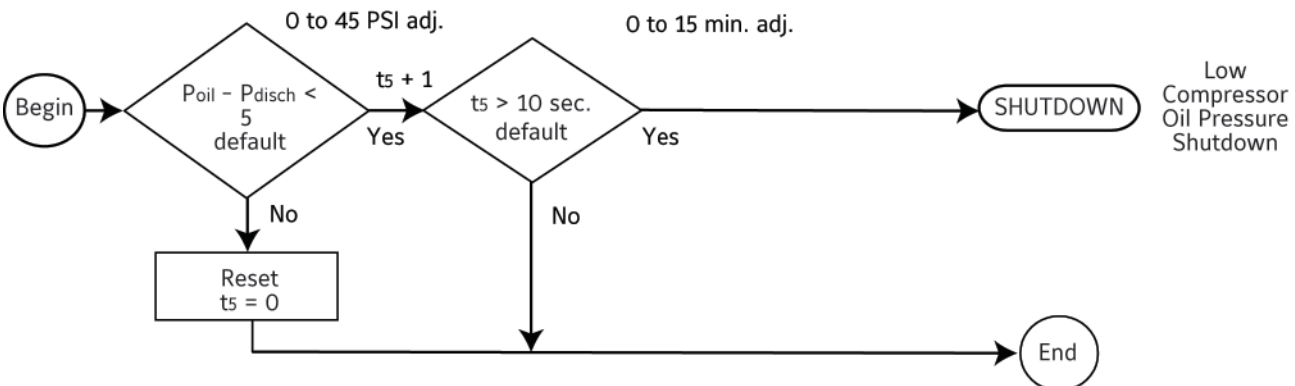 0 to 45 PSI adj.
0 to 15 min. adj.
Begin
Poil – Pdisch <
5
default
t5 + 1
Yes
t5 > 10 sec.
default
Yes
SHUTDOWN
Low
Compressor
Oil Pressure
Shutdown
No
No
Reset
t5 = 0
End